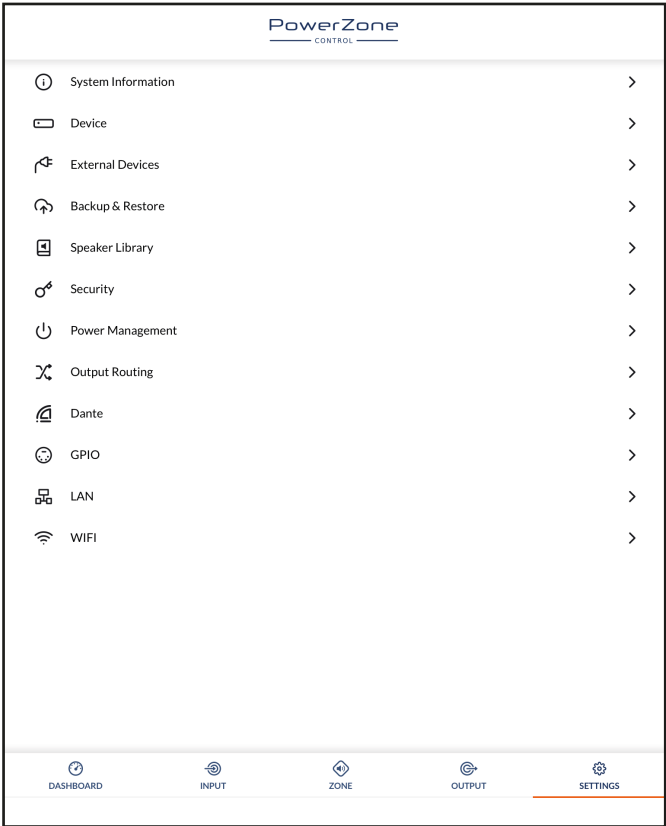 PowerZone
CONTROL
System Information
Device
External Devices
Backup & Restore
Speaker Library
Security
Power Management
Output Routing
Dante
GPIO
LAN
WIFI
DASHBOARD INPUT ZONE OUTPUT SETTINGS